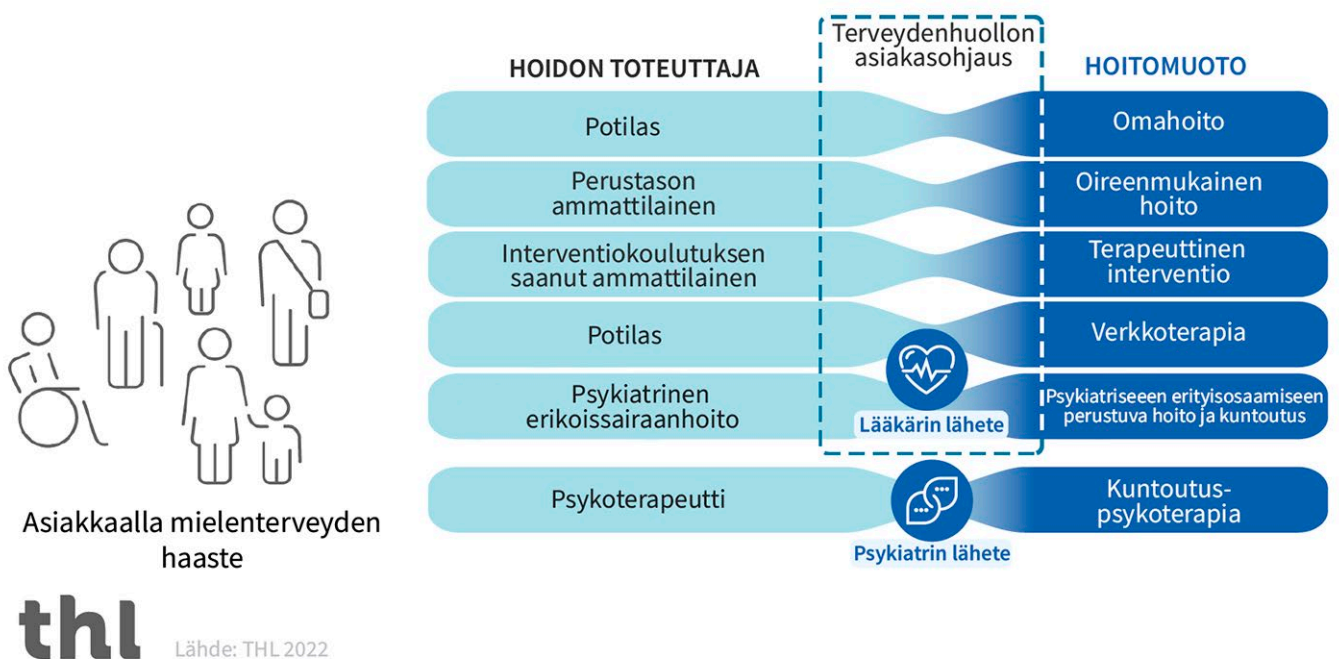 HOIDON TOTEUTTAJA
Terveydenhuollon
asiakasohjaus
HOITOMUOTO
Potilas
Omahoito
Perustason
ammattilainen
Oireenmukainen
hoito
Interventiokoulutuksen
saanut ammattilainen
Terapeuttinen
interventio
Potilas
Verkkoterapia
Psykiatrinen
erikoissairaanhoito
Lääkärin lähete
Psykiatriseeen erityisosaamiseen
perustuva hoito ja kuntoutus
Psykoterapeutti
Psykiatrin lähete
Kuntoutus-
psykoterapia
Asiakkaalla mielenterveyden
haaste
thl
Lähde: THL 2022